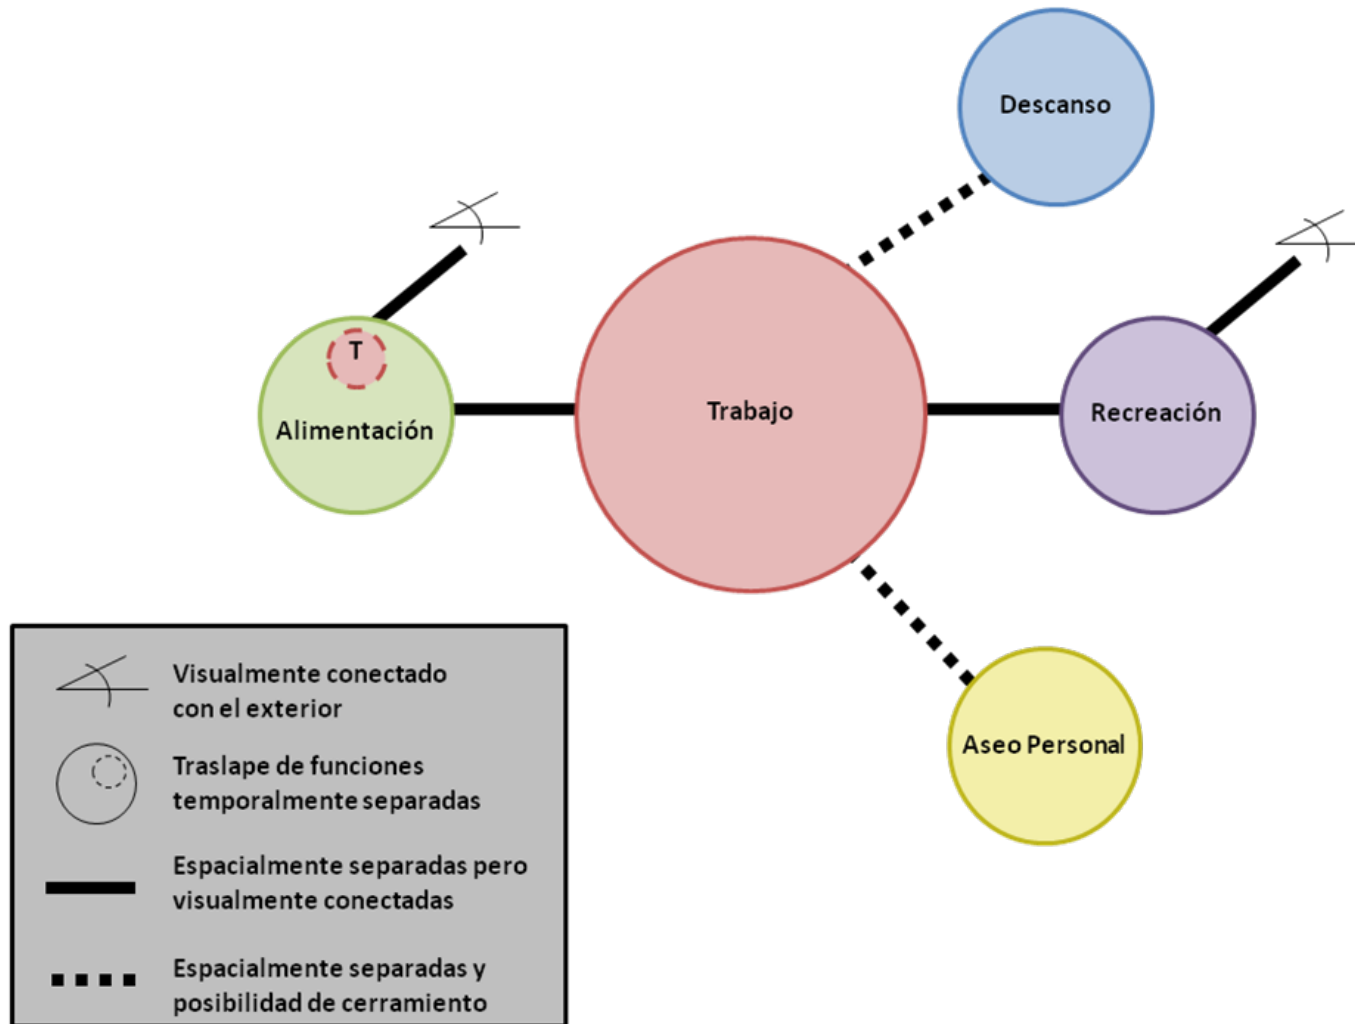 Descanso
T
Alimentación
Trabajo
Recreación
Aseo Personal
Visualmente conectado
con el exterior
Traslape de funciones
temporalmente separadas
Espacialmente separadas pero
visualmente conectadas
Espacialmente separadas y
posibilidad de cerramiento